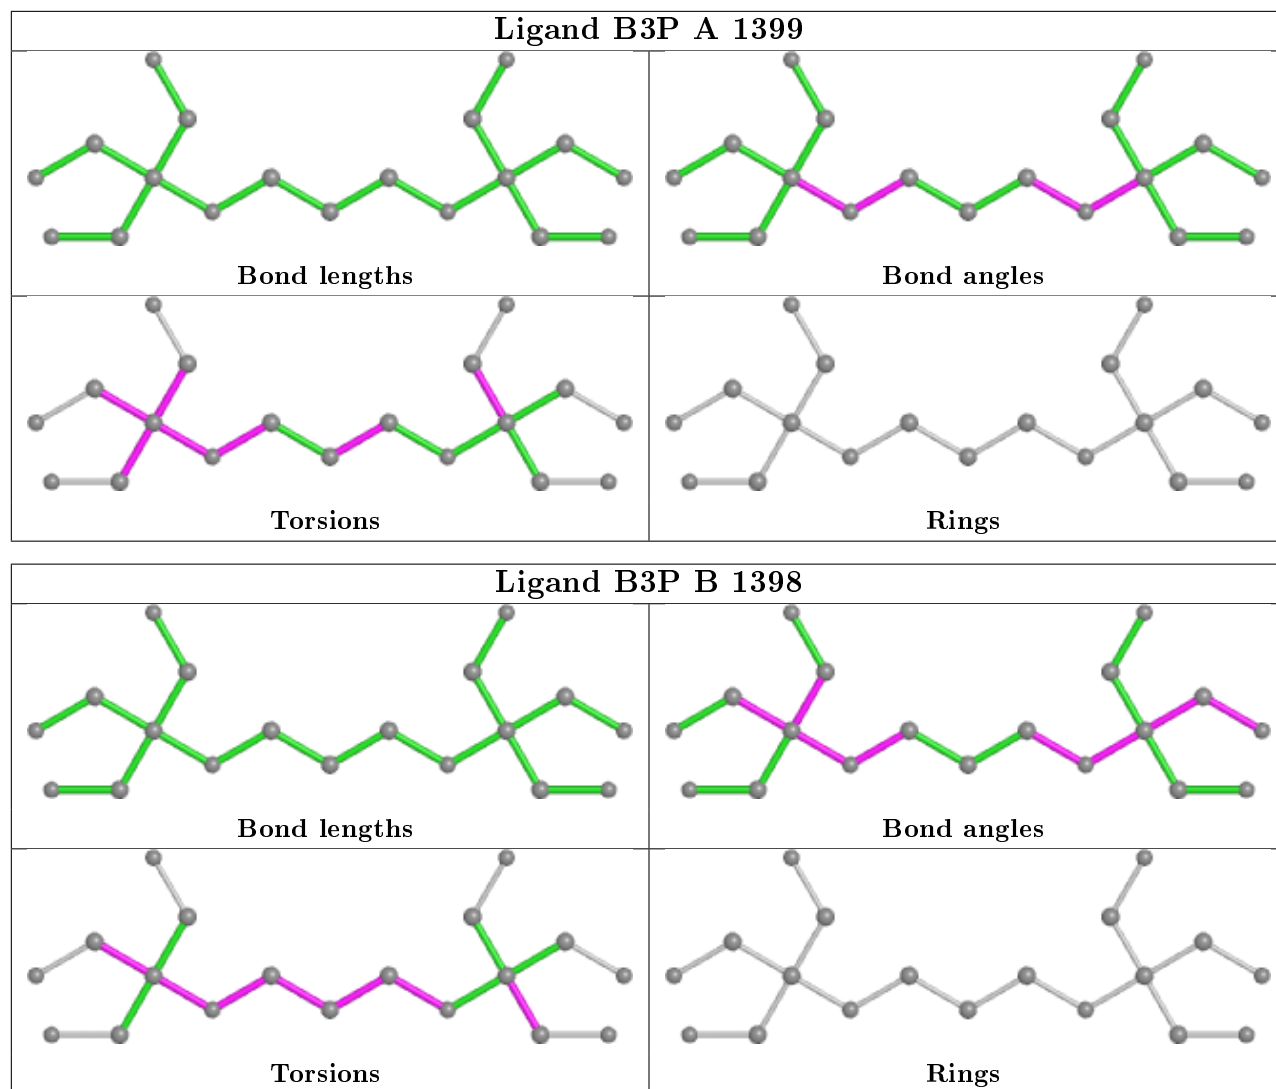 Ligand B3P A 1399
Bond lengths
Bond angles
Torsions
Rings
Ligand B3P B 1398
Bond lengths
Bond angles
Torsions
Rings